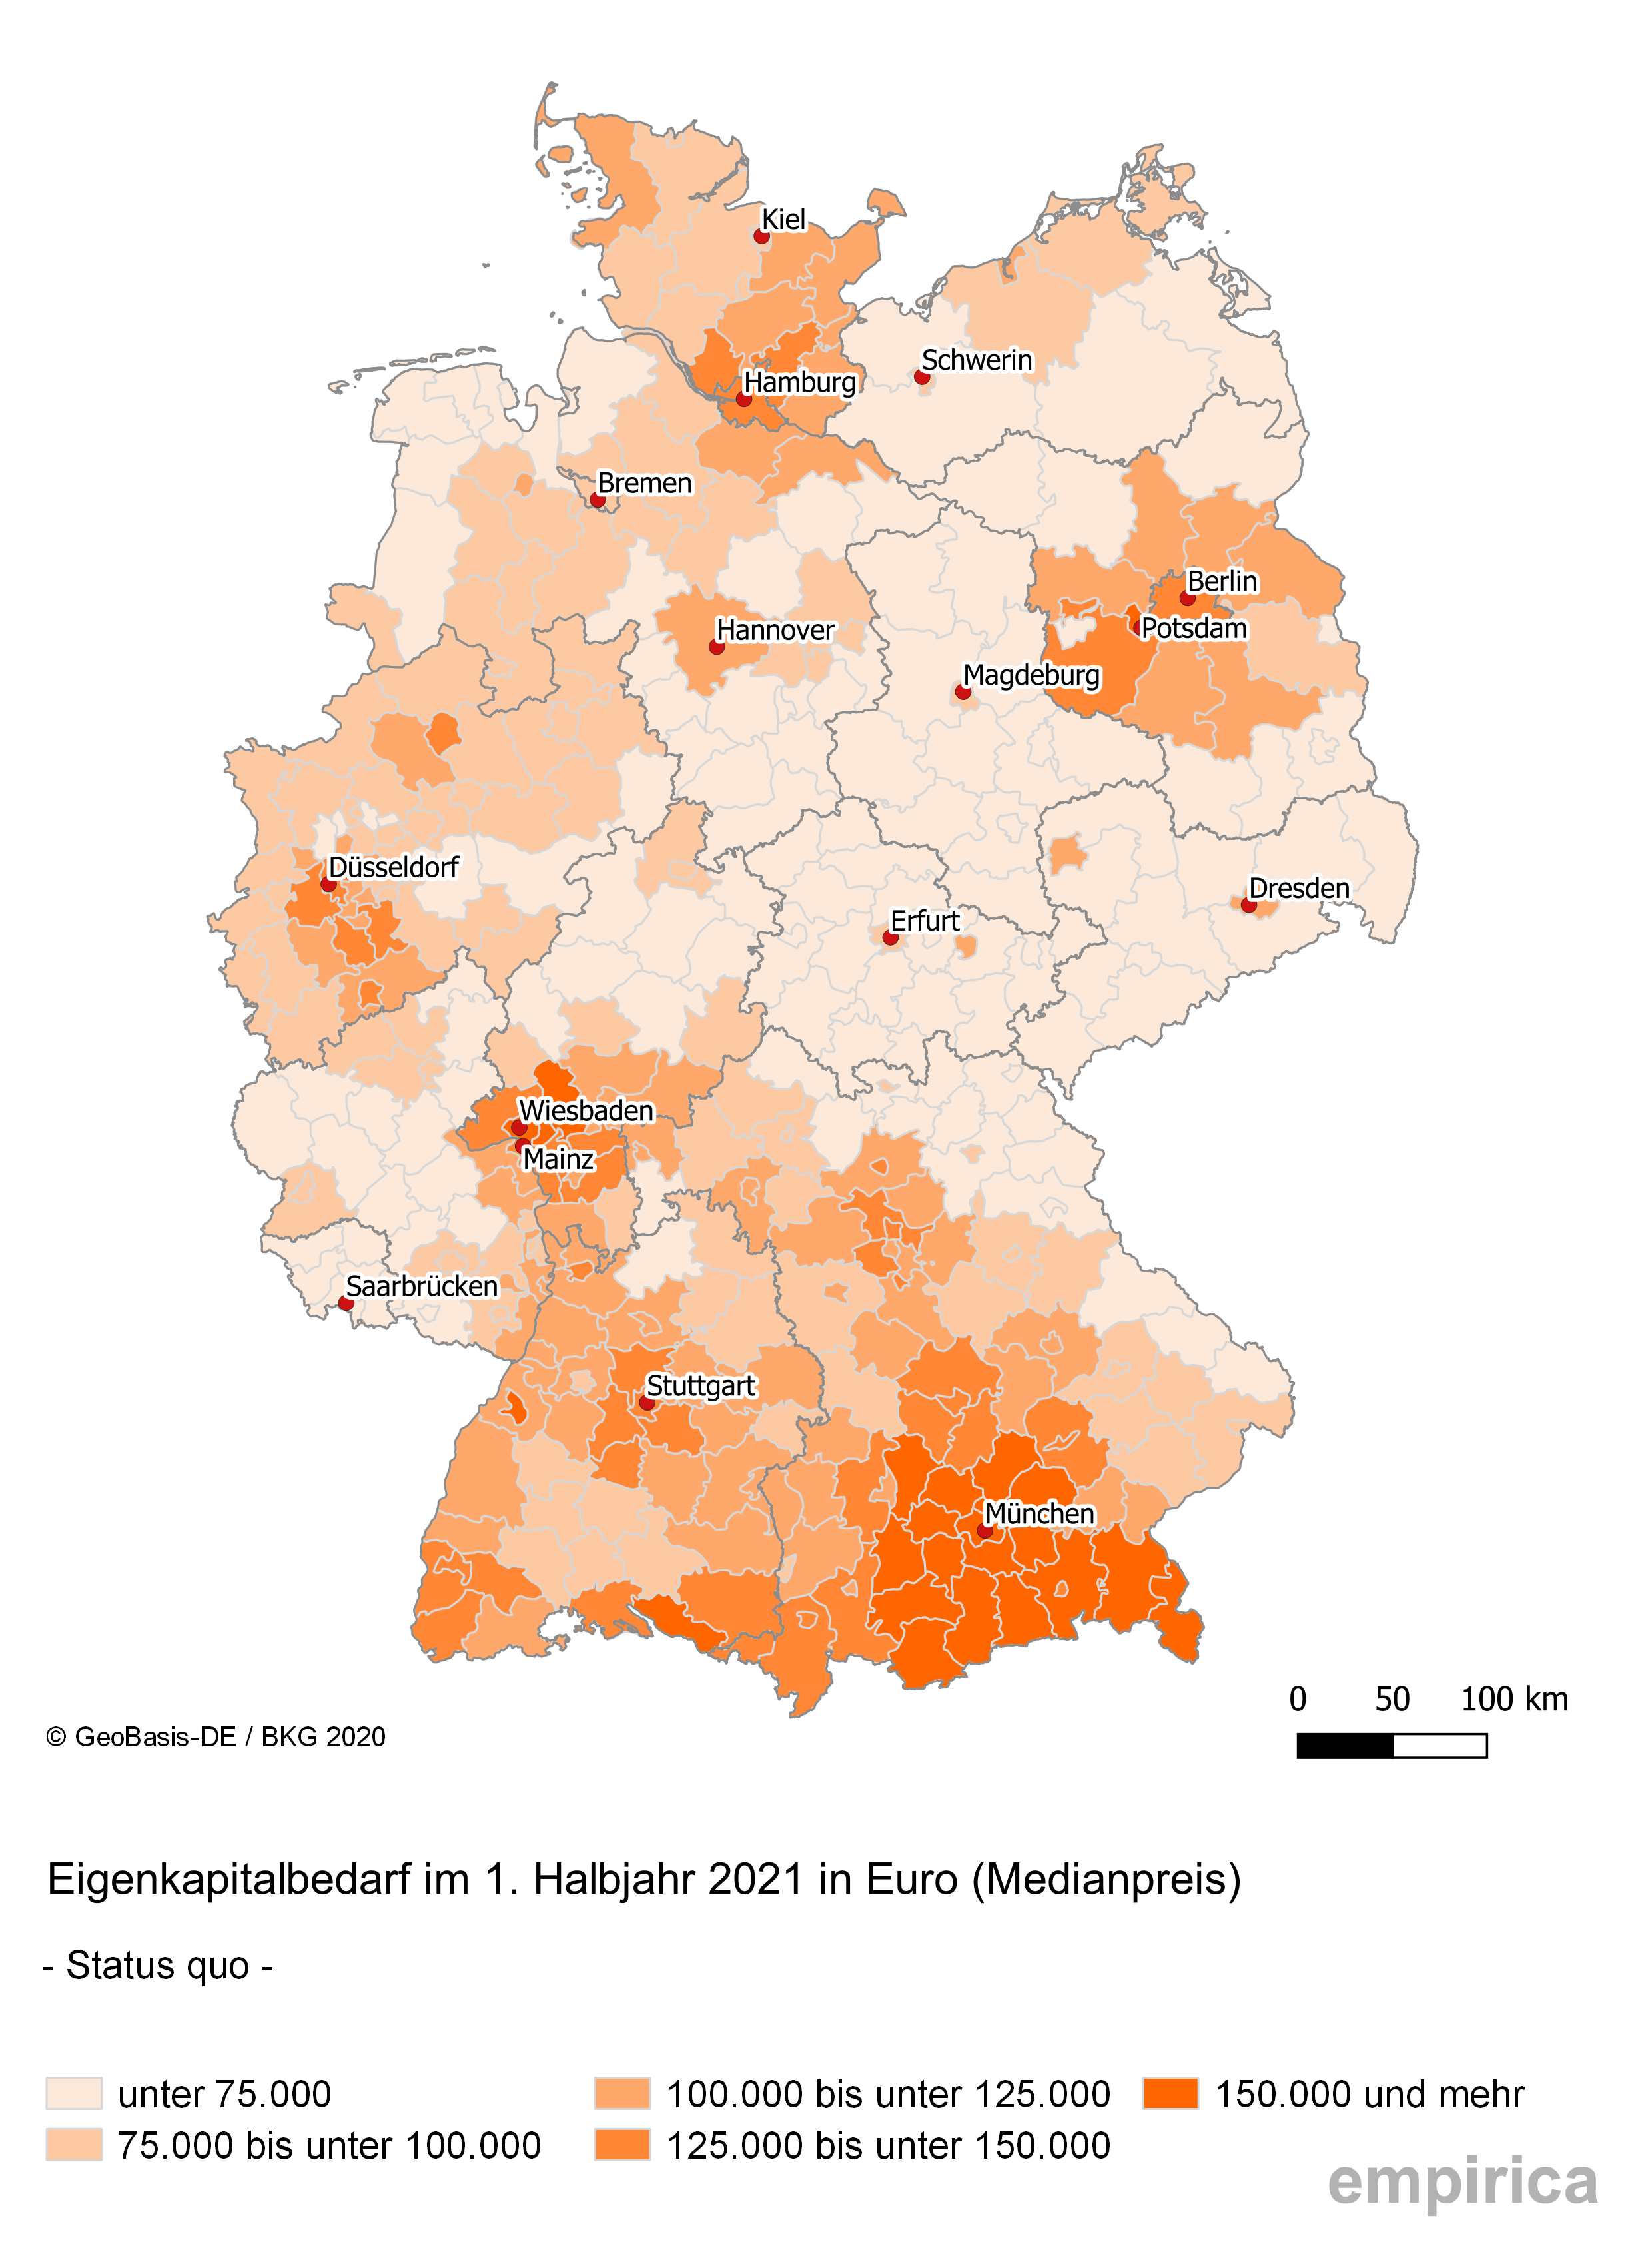 Kiel
Schwerin
Hamburg
Bremen
Berlin
Hannover
Potsdam
Magdeburg
Düsseldorf
Dresden
Erfurt
Wiesbaden
Mainz
Saarbrücken
Stuttgart
München
0 50 100 km
© GeoBasis-DE / BKG 2020
Eigenkapitalbedarf im 1. Halbjahr 2021 in Euro (Medianpreis)
- Status quo -
unter 75.000
75.000 bis unter 100.000
100.000 bis unter 125.000
125.000 bis unter 150.000
150.000 und mehr
empirica